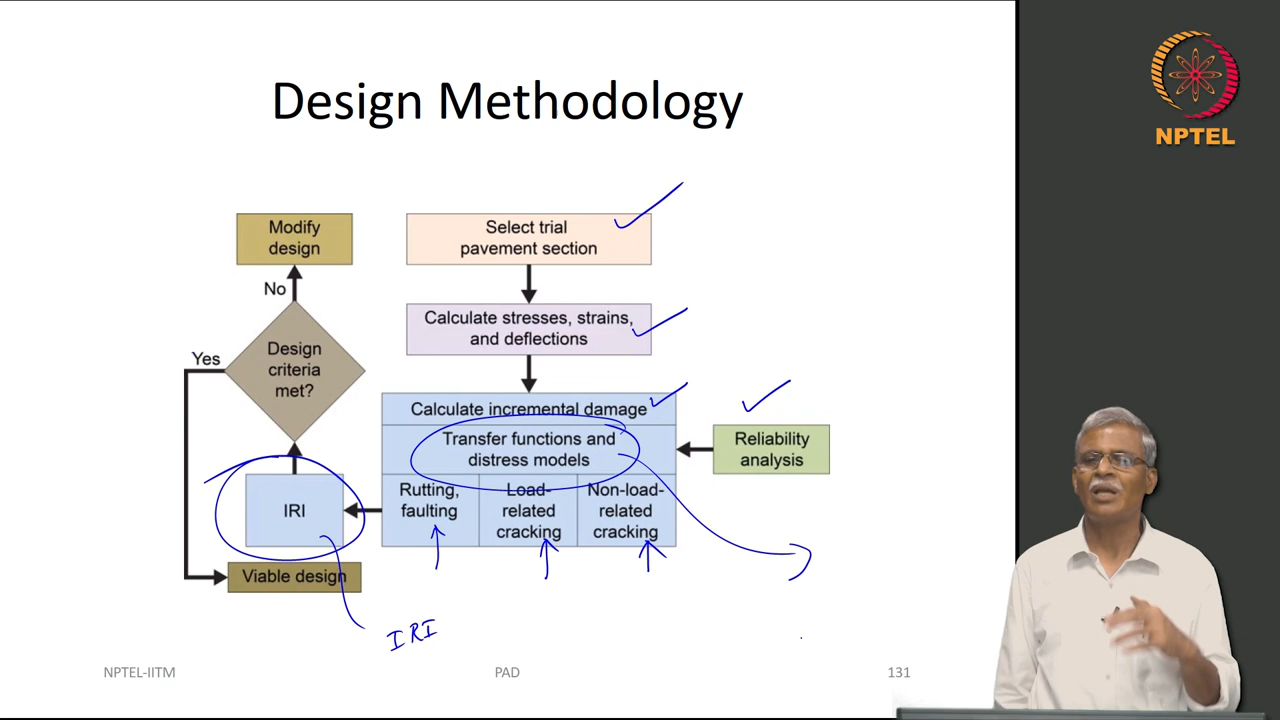 NPTEL
Design Methodology
Modify
design
No
Design
criteria
met?
Yes
IRI
Viable design
Select trial
pavement section
Calculate stresses, strains,
and deflections
Calculate incremental damage
Transfer functions and
distress models
Rutting,
faulting
Load-
related
cracking
Non-load-
related
cracking
Reliability
analysis
IRI
NPTEL-IITM
PAD
131